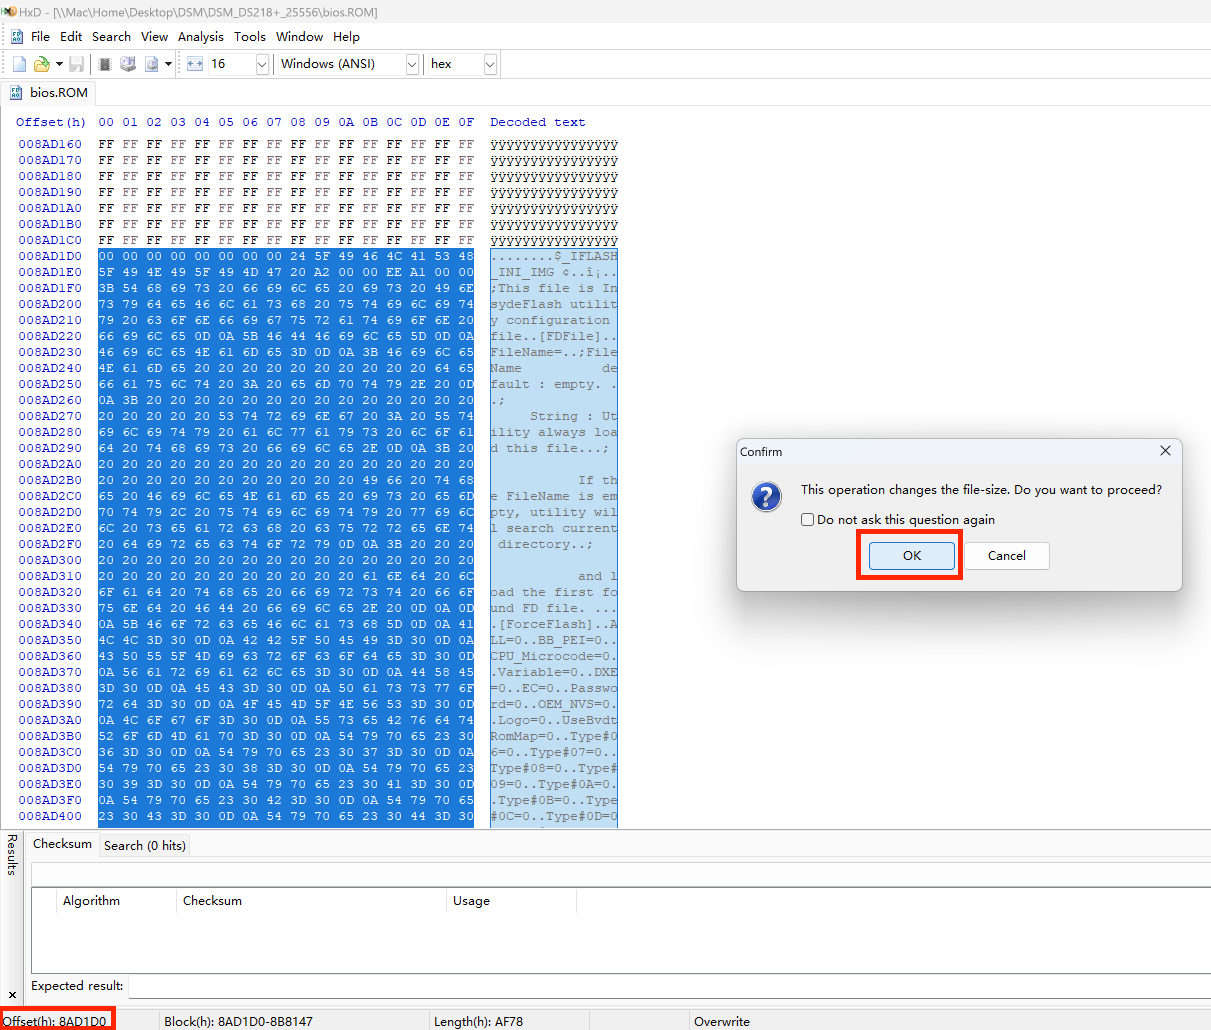 HxD - [\\Mac\Home\Desktop\DSM\DSM_DS218+_25556\bios.ROM]
File Edit Search View Analysis Tools Window Help
16 Windows (ANSI) hex
bios.ROM
Offset(h) 00 01 02 03 04 05 06 07 08 09 0A 0B 0C 0D 0E 0F Decoded text
008AD160 FF FF FF FF FF FF FF FF FF FF FF FF FF FF FF FF ÿÿÿÿÿÿÿÿÿÿÿÿÿÿÿÿ
008AD170 FF FF FF FF FF FF FF FF FF FF FF FF FF FF FF FF ÿÿÿÿÿÿÿÿÿÿÿÿÿÿÿÿ
008AD180 FF FF FF FF FF FF FF FF FF FF FF FF FF FF FF FF ÿÿÿÿÿÿÿÿÿÿÿÿÿÿÿÿ
008AD190 FF FF FF FF FF FF FF FF FF FF FF FF FF FF FF FF ÿÿÿÿÿÿÿÿÿÿÿÿÿÿÿÿ
008AD1A0 FF FF FF FF FF FF FF FF FF FF FF FF FF FF FF FF ÿÿÿÿÿÿÿÿÿÿÿÿÿÿÿÿ
008AD1B0 FF FF FF FF FF FF FF FF FF FF FF FF FF FF FF FF ÿÿÿÿÿÿÿÿÿÿÿÿÿÿÿÿ
008AD1C0 FF FF FF FF FF FF FF FF FF FF FF FF FF FF FF FF ÿÿÿÿÿÿÿÿÿÿÿÿÿÿÿÿ
008AD1D0 00 00 00 00 00 00 00 00 24 5F 49 46 4C 41 53 48 ........$_IFLASH
008AD1E0 5F 49 4E 49 5F 49 4D 47 20 A2 00 00 EE A1 00 00 _INI_IMG ¢..î¡..
008AD1F0 3B 54 68 69 73 20 66 69 6C 65 20 69 73 20 49 6E ;This file is In
008AD200 73 79 64 65 46 6C 61 73 68 20 75 74 69 6C 69 74 sydeFlash utilit
008AD210 79 20 63 6F 6E 66 69 67 75 72 61 74 69 6F 6E 20 y configuration
008AD220 66 69 6C 65 0D 0A 5B 46 44 46 69 6C 65 5D 0D 0A file..[FDFile]..
008AD230 46 69 6C 65 4E 61 6D 65 3D 0D 0A 3B 46 69 6C 65 FileName=..;File
008AD240 4E 61 6D 65 20 20 20 20 20 20 20 20 20 20 64 65 Name de
008AD250 66 61 75 6C 74 20 3A 20 65 6D 70 74 79 2E 20 0D fault : empty. .
008AD260 0A 3B 20 20 20 20 20 20 20 20 20 20 20 20 20 20 .;
008AD270 20 20 20 20 20 53 74 72 69 6E 67 20 3A 20 55 74 String : Ut
008AD280 69 6C 69 74 79 20 61 6C 77 61 79 73 20 6C 6F 61 ility always loa
008AD290 64 20 74 68 69 73 20 66 69 6C 65 2E 0D 0A 3B 20 d this file...;
008AD2A0 20 20 20 20 20 20 20 20 20 20 20 20 20 20 20 20
008AD2B0 20 20 20 20 20 20 20 20 20 20 20 49 66 20 74 68 If th
008AD2C0 65 20 46 69 6C 65 4E 61 6D 65 20 69 73 20 65 6D e FileName is em
008AD2D0 70 74 79 2C 20 75 74 69 6C 69 74 79 20 77 69 6C pty, utility wil
008AD2E0 6C 20 73 65 61 72 63 68 20 63 75 72 72 65 6E 74 l search current
008AD2F0 20 64 69 72 65 63 74 6F 72 79 0D 0A 3B 20 20 20 directory..;
008AD300 20 20 20 20 20 20 20 20 20 20 20 20 20 20 20 20
008AD310 20 20 20 20 20 20 20 20 20 20 20 61 6E 64 20 6C and l
008AD320 6F 61 64 20 74 68 65 20 66 69 72 73 74 20 66 6F oad the first fo
008AD330 75 6E 64 20 46 44 20 66 69 6C 65 2E 20 0D 0A 0D und FD file. ...
008AD340 0A 5B 46 6F 72 63 65 46 6C 61 73 68 5D 0D 0A 41 .[ForceFlash]..A
008AD350 4C 4C 3D 30 0D 0A 42 42 5F 50 45 49 3D 30 0D 0A LL=0..BB_PEI=0..
008AD360 43 50 55 5F 4D 69 63 72 6F 63 6F 64 65 3D 30 0D CPU_Microcode=0.
008AD370 0A 56 61 72 69 61 62 6C 65 3D 30 0D 0A 44 58 45 .Variable=0..DXE
008AD380 3D 30 0D 0A 45 43 3D 30 0D 0A 50 61 73 73 77 6F =0..EC=0..Passwo
008AD390 72 64 3D 30 0D 0A 4F 45 4D 5F 4E 56 53 3D 30 0D rd=0..OEM_NVS=0.
008AD3A0 0A 4C 6F 67 6F 3D 30 0D 0A 55 73 65 42 76 64 74 .Logo=0..UseBvdt
008AD3B0 52 6F 6D 4D 61 70 3D 30 0D 0A 54 79 70 65 23 30 RomMap=0..Type#0
008AD3C0 36 3D 30 0D 0A 54 79 70 65 23 30 37 3D 30 0D 0A 6=0..Type#07=0..
008AD3D0 54 79 70 65 23 30 38 3D 30 0D 0A 54 79 70 65 23 Type#08=0..Type#
008AD3E0 30 39 3D 30 0D 0A 54 79 70 65 23 30 41 3D 30 0D 09=0..Type#0A=0.
008AD3F0 0A 54 79 70 65 23 30 42 3D 30 0D 0A 54 79 70 65 .Type#0B=0..Type
008AD400 23 30 43 3D 30 0D 0A 54 79 70 65 23 30 44 3D 30 #0C=0..Type#0D=0
Confirm
This operation changes the file-size. Do you want to proceed?
Do not ask this question again
OK Cancel
Results
Checksum Search (0 hits)
Algorithm Checksum Usage
Expected result:
Offset(h): 8AD1D0 Block(h): 8AD1D0-8B8147 Length(h): AF78 Overwrite